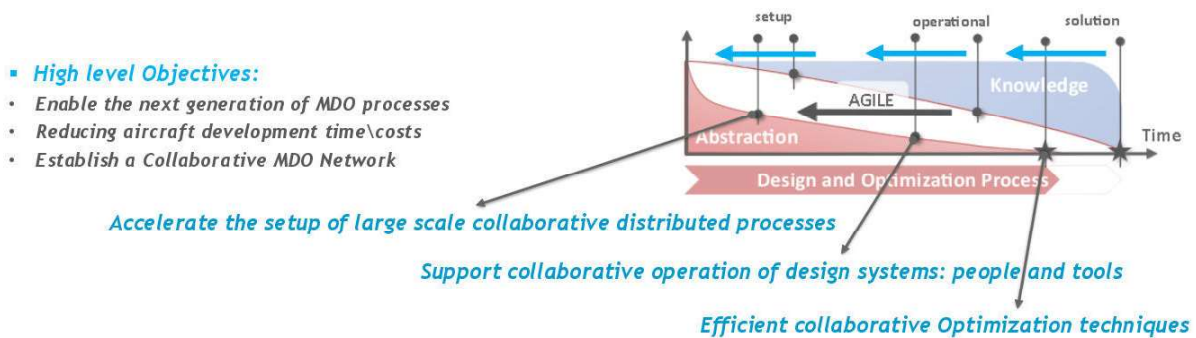 setup
operational
solution
▪ High level Objectives:
• Enable the next generation of MDO processes
• Reducing aircraft development time\costs
• Establish a Collaborative MDO Network
Knowledge
AGILE
Abstraction
Time
Design and Optimization Process
Accelerate the setup of large scale collaborative distributed processes
Support collaborative operation of design systems: people and tools
Efficient collaborative Optimization techniques